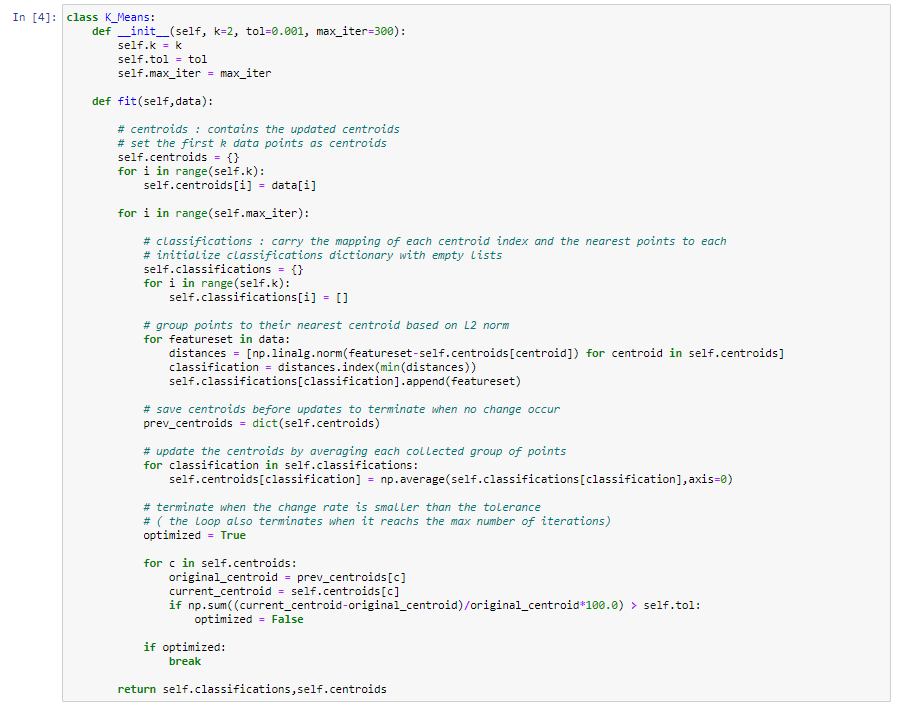 In [4]: class K_Means:
    def __init__(self, k=2, tol=0.001, max_iter=300):
        self.k = k
        self.tol = tol
        self.max_iter = max_iter

    def fit(self,data):

        # centroids : contains the updated centroids
        # set the first k data points as centroids
        self.centroids = {}
        for i in range(self.k):
            self.centroids[i] = data[i]

        for i in range(self.max_iter):

            # classifications : carry the mapping of each centroid index and the nearest points to each
            # initialize classifications dictionary with empty lists
            self.classifications = {}
            for i in range(self.k):
                self.classifications[i] = []

            # group points to their nearest centroid based on L2 norm
            for featureset in data:
                distances = [np.linalg.norm(featureset-self.centroids[centroid]) for centroid in self.centroids]
                classification = distances.index(min(distances))
                self.classifications[classification].append(featureset)

            # save centroids before updates to terminate when no change occur
            prev_centroids = dict(self.centroids)

            # update the centroids by averaging each collected group of points
            for classification in self.classifications:
                self.centroids[classification] = np.average(self.classifications[classification],axis=0)

            # terminate when the change rate is smaller than the tolerance
            # ( the loop also terminates when it reachs the max number of iterations)
            optimized = True

            for c in self.centroids:
                original_centroid = prev_centroids[c]
                current_centroid = self.centroids[c]
                if np.sum((current_centroid-original_centroid)/original_centroid*100.0) > self.tol:
                    optimized = False

            if optimized:
                break

        return self.classifications,self.centroids